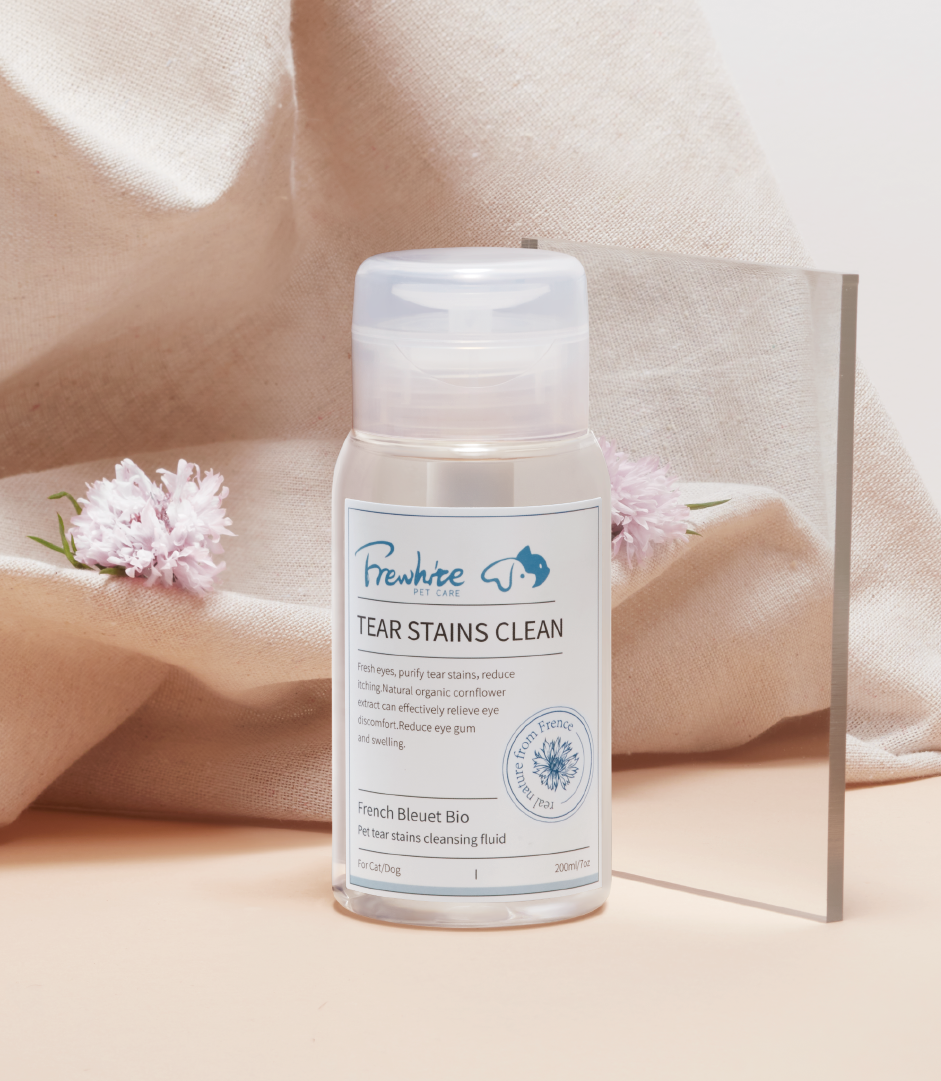 Frewhite
PET CARE
TEAR STAINS CLEAN
Fresh eyes, purify tear stains, reduce
itching.Natural organic cornflower
extract can effectively relieve eye
discomfort.Reduce eye gum
and swelling.
real nature from Frence
French Bleuet Bio
Pet tear stains cleansing fluid
For Cat/Dog
200ml/7oz